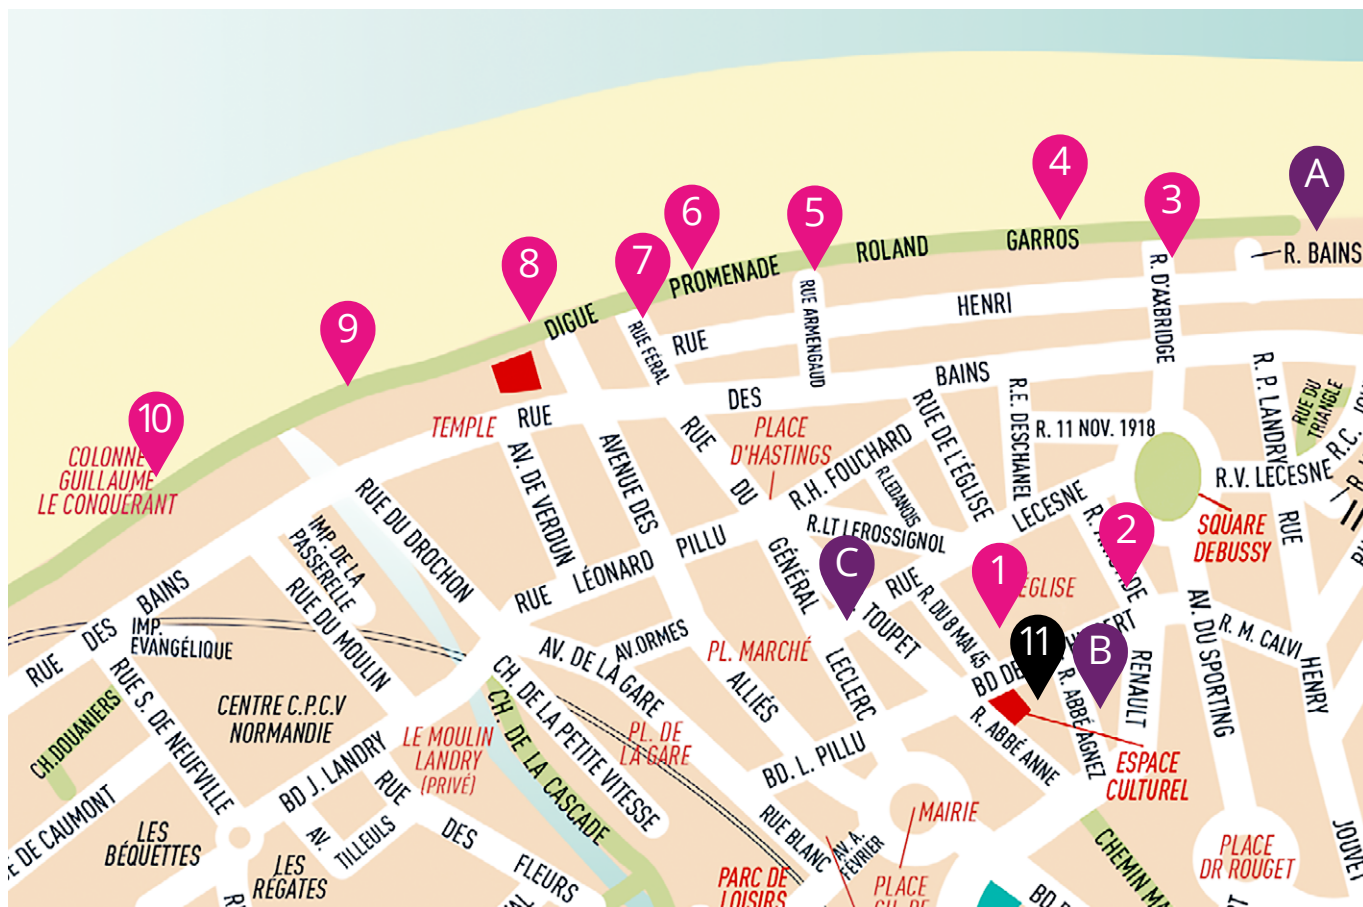 4
A
3
6
5
8
7
9
10
DIGUE
PROMENADE
ROLAND
GARROS
R. BAINS
HENRI
RUE
RUE ARMENGAUD
R. D'AXBRIDGE
RUE FÉRAL
RUE
DES
BAINS
R.E. DESCHANEL
R. P. LANDRY
RUE DU
TRIANGLE
R.C.
TEMPLE
PLACE
D'HASTINGS
RUE
DU
GÉNÉRAL
LECLERC
R.H. FOUCHARD
RUE DE L'ÉGLISE
R. 11 NOV. 1918
R.V. LECESNE
COLONNE
GUILLAUME
LE CONQUÉRANT
AV. DE VERDUN
AVENUE DES
ALLIÉS
R.LEDANOIS
LECESNE
RUE
SQUARE
DEBUSSY
RUE
HENRY
JOUVET
RUE DU DROCHON
IMP. DE LA
PASSERELLE
R.LT LEROSSIGNOL
2
C
1
ÉGLISE
11
B
RUE
LÉONARD
PILLU
RUE DU MOULIN
RUE
DES
BAINS
IMP.
ÉVANGÉLIQUE
AV.ORMES
PL. MARCHÉ
TOUPET
R. DU 8 MAI 45
AV. DU SPORTING
R. M. CALVI
RENAULT
R. ABBÉ AGNEZ
BD DE
R. ABBÉ ANNE
AV. DE LA GARE
CH. DE LA PETITE VITESSE
CH. DE LA CASCADE
RUE S. DE NEUFVILLE
CH.DOUANIERS
CENTRE C.P.C.V
NORMANDIE
LE MOULIN
LANDRY
(PRIVÉ)
PL. DE
LA GARE
BD. L. PILLU
ESPACE
CULTUREL
BD J. LANDRY
RUE
DES
FLEURS
AV.
TILLEULS
DE CAUMONT
LES
BÉQUETTES
LES
RÉGATES
RUE BLANC
AV. A.
FÉVRIER
MAIRIE
PLACE
PARC DE
LOISIRS
CHEMIN
PLACE
DR ROUGET